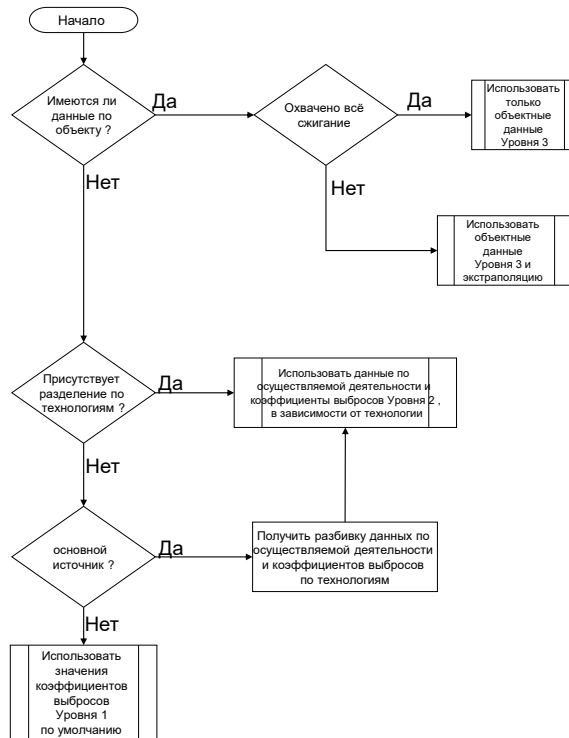 Начало
Имеются ли
данные по
объекту ?
Да
Охвачено всё
сжигание
Да
Использовать
только
объектные
данные
Уровня 3
Нет
Нет
Использовать
объектные
данные
Уровня 3 и
экстраполяцию
Присутствует
разделение по
технологиям ?
Да
Использовать данные по
осуществляемой деятельности и
коэффициенты выбросов Уровня 2 ,
в зависимости от технологии
Нет
основной
источник ?
Да
Получить разбивку данных по
осуществляемой деятельности
и коэффициентов выбросов
по технологиям
Нет
Использовать
значения
коэффициентов
выбросов
Уровня 1
по умолчанию